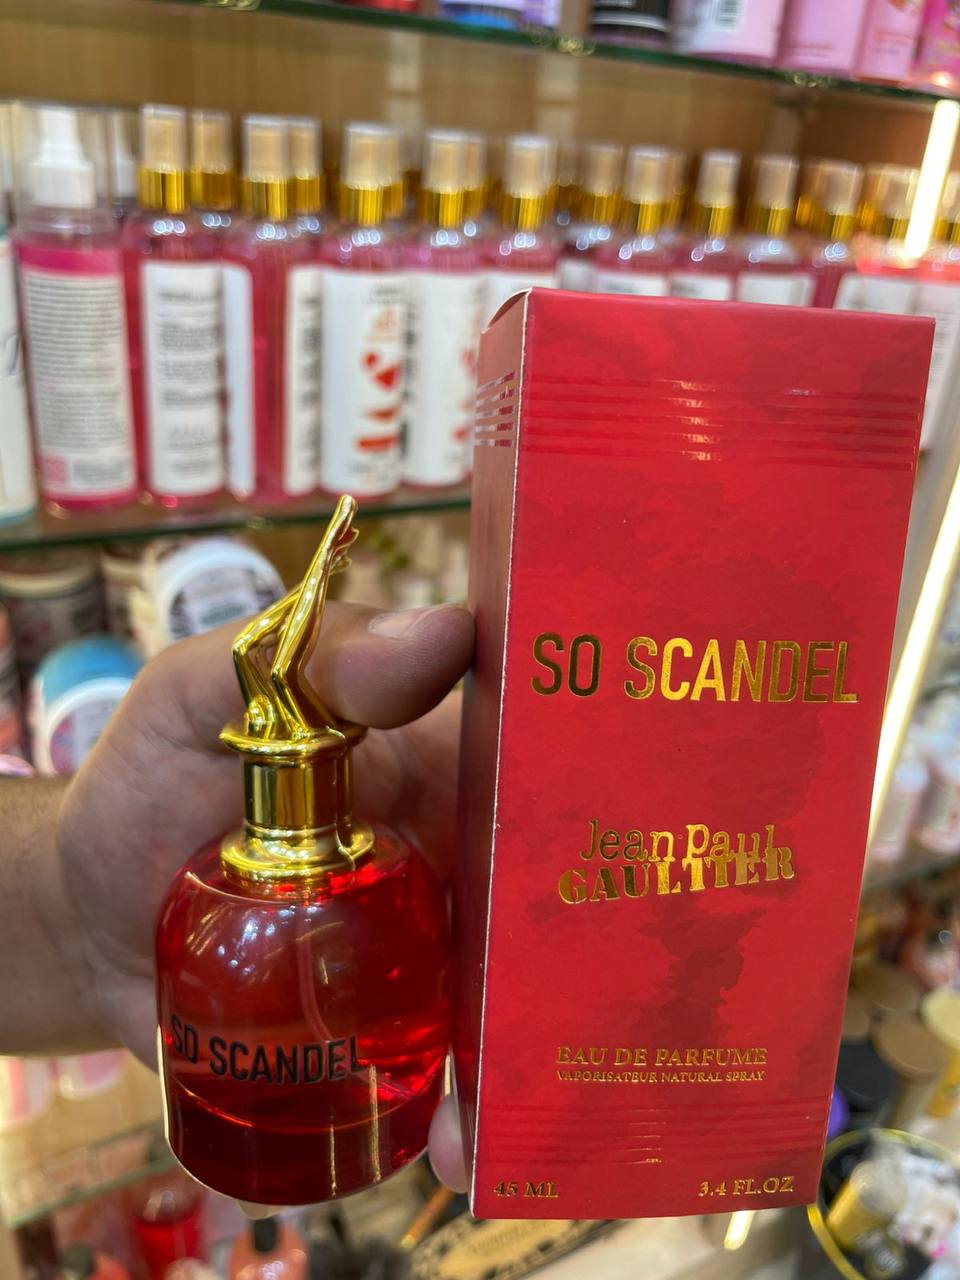 SO SCANDEL
Jean Paul
GAULTIER
EAU DE PARFUME
VAPORISATEUR NATURAL SPRAY
45 ML
3.4 FL.OZ
SO SCANDEL